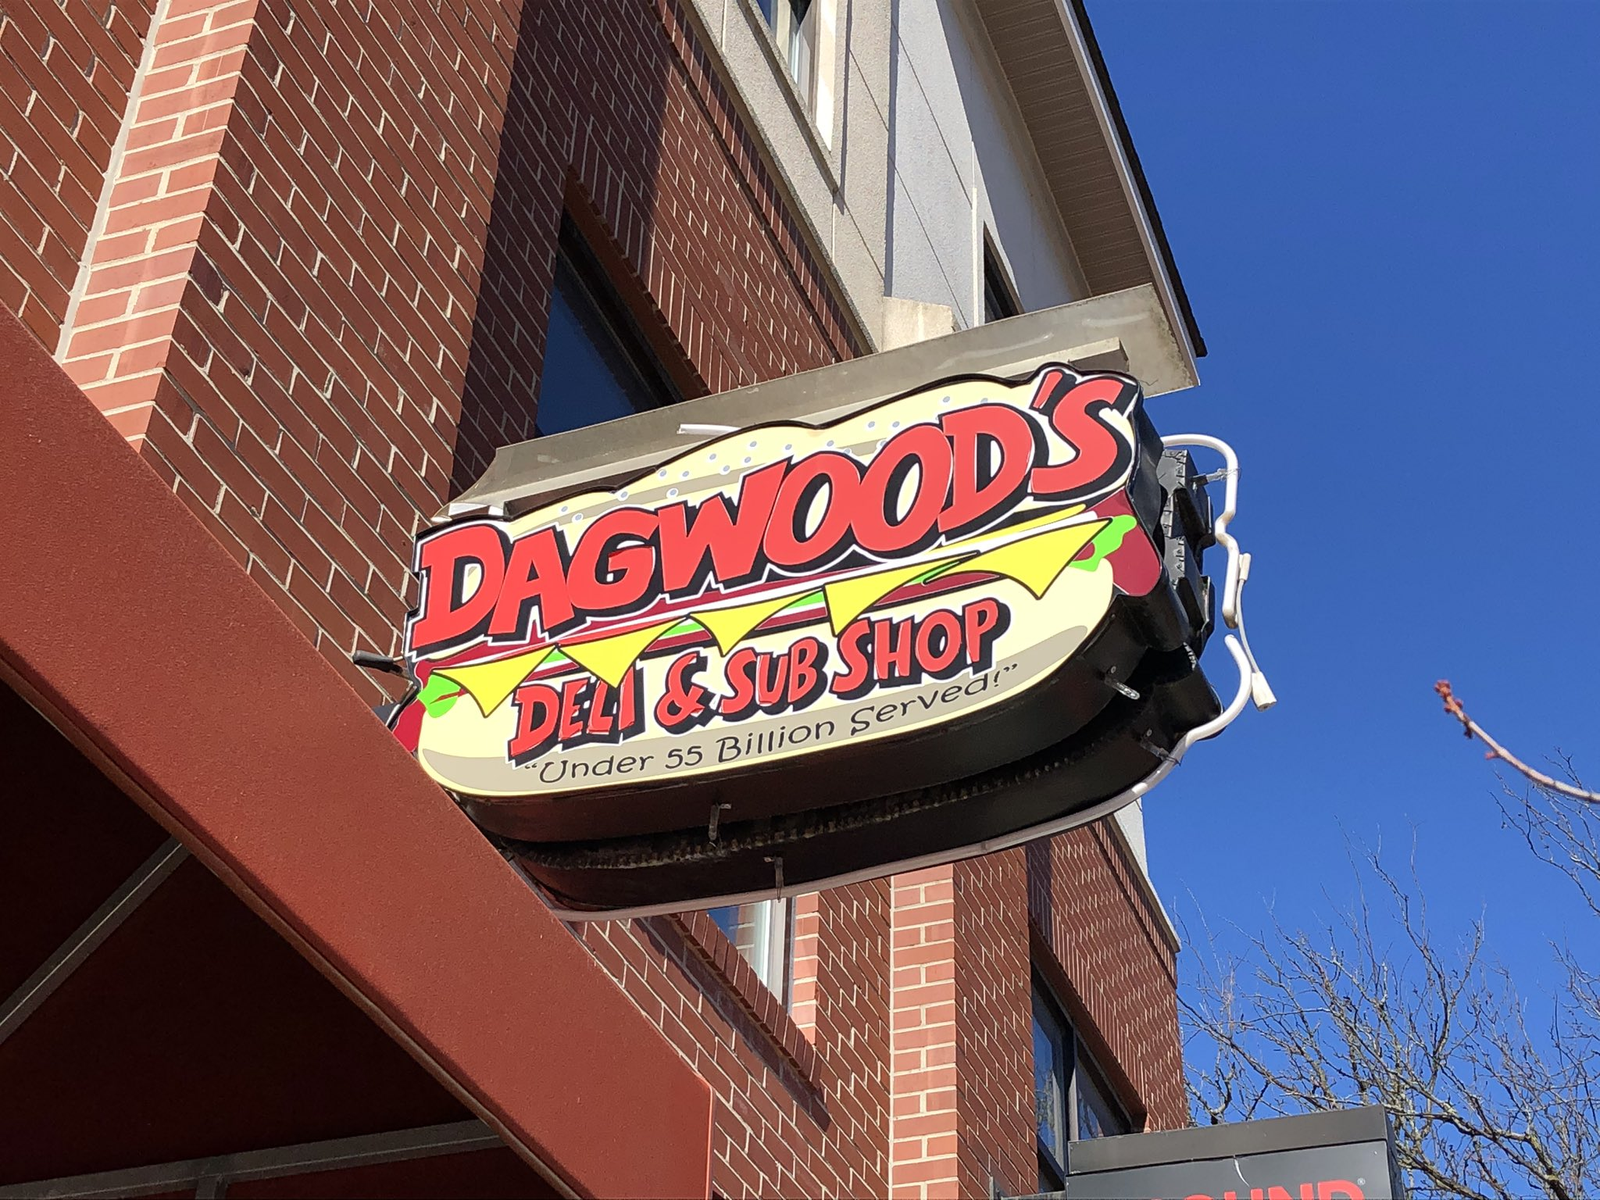 DAGWOOD'S
DELI & SUB SHOP
"Under 55 Billion Served!"